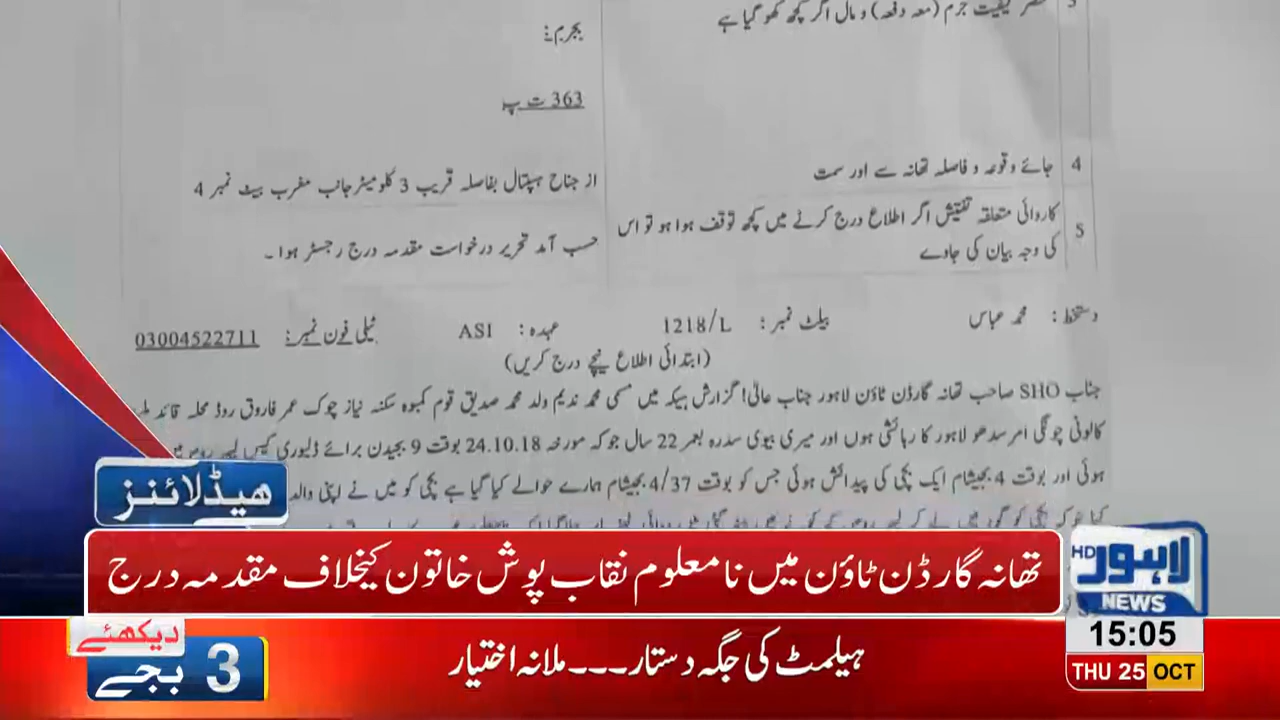 مختصر کیفیت جرم (معہ دفعہ) و مال اگر کچھ کھو گیا ہے
بجرم:
363 ت پ
4 جائے وقوعہ و فاصلہ تھانہ سے اور سمت
از جناح ہسپتال بفاصلہ قریب 3 کلومیٹر جانب مغرب بیٹ نمبر 4
5 کاروائی متعلقہ تفتیش اگر اطلاع درج کرنے میں کچھ توقف ہوا ہو تو اس
کی وجہ بیان کی جاوے
حسب آمد تحریر درخواست مقدمہ درج رجسٹر ہوا۔
دستخط: محمد عباس بیلٹ نمبر: 1218/L عہدہ: ASI ٹیلی فون نمبر: 03004522711
(ابتدائی اطلاع نیچے درج کریں)
جناب SHO صاحب تھانہ گارڈن ٹاؤن لاہور جناب عالی! گزارش ہیکہ میں مسمی محمد ندیم ولد محمد صدیق قوم کمبوہ سکنہ نیاز چوک عمر فاروق روڈ محلہ قائد ملت
کالونی چونگی امر سدھو لاہور کا رہائشی ہوں اور میری بیوی سدرہ بعمر 22 سال جو کہ مورخہ 24.10.18 بوقت 9 بجیدن برائے ڈلیوری کیس لیبر روم میں
ہوئی اور بوقت 4 بجیشام ایک بچی کی پیدائش ہوئی جس کو بوقت 4/37 بجیشام ہمارے حوالے کیا گیا ہے بچی کو میں نے اپنی والدہ
ہیڈلائنز
تھانہ گارڈن ٹاؤن میں نامعلوم نقاب پوش خاتون کیخلاف مقدمہ درج
لاہور HD
NEWS
15:05
THU 25 OCT
دیکھئے
3 بجے
ہیلمٹ کی جگہ دستار۔۔۔ ملانہ اختیار